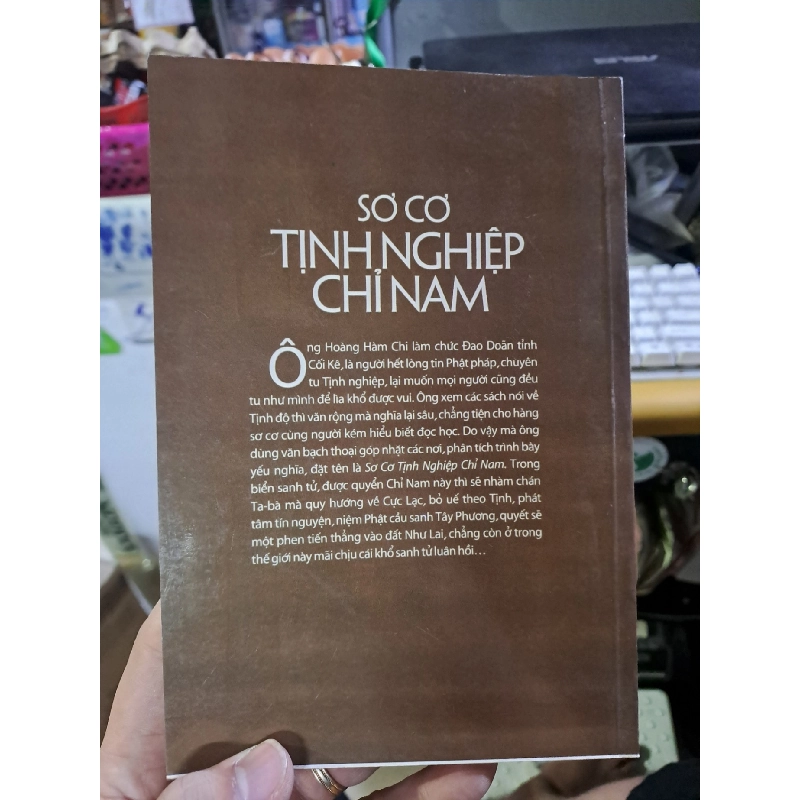 SƠ CƠ
TỊNH NGHIỆP
CHỈ NAM
Ông Hoàng Hàm Chi làm chức Đao Doãn tỉnh
Cối Kê, là người hết lòng tin Phật pháp, chuyên
tu Tịnh nghiệp, lại muốn mọi người cũng đều
tu như mình để lìa khổ được vui. Ông xem các sách nói về
Tịnh độ thì văn rộng mà nghĩa lại sâu, chẳng tiện cho hàng
sơ cơ cùng người kém hiểu biết đọc học. Do vậy mà ông
dùng văn bạch thoại góp nhặt các nơi, phân tích trình bày
yếu nghĩa, đặt tên là Sơ Cơ Tịnh Nghiệp Chỉ Nam. Trong
biển sanh tử, được quyển Chỉ Nam này thì sẽ nhàm chán
Ta-bà mà quy hướng về Cực Lạc, bỏ uế theo Tịnh, phát
tâm tín nguyện, niệm Phật cầu sanh Tây Phương, quyết sẽ
một phen tiến thẳng vào đất Như Lai, chẳng còn ở trong
thế giới này mãi chịu cái khổ sanh tử luân hồi...